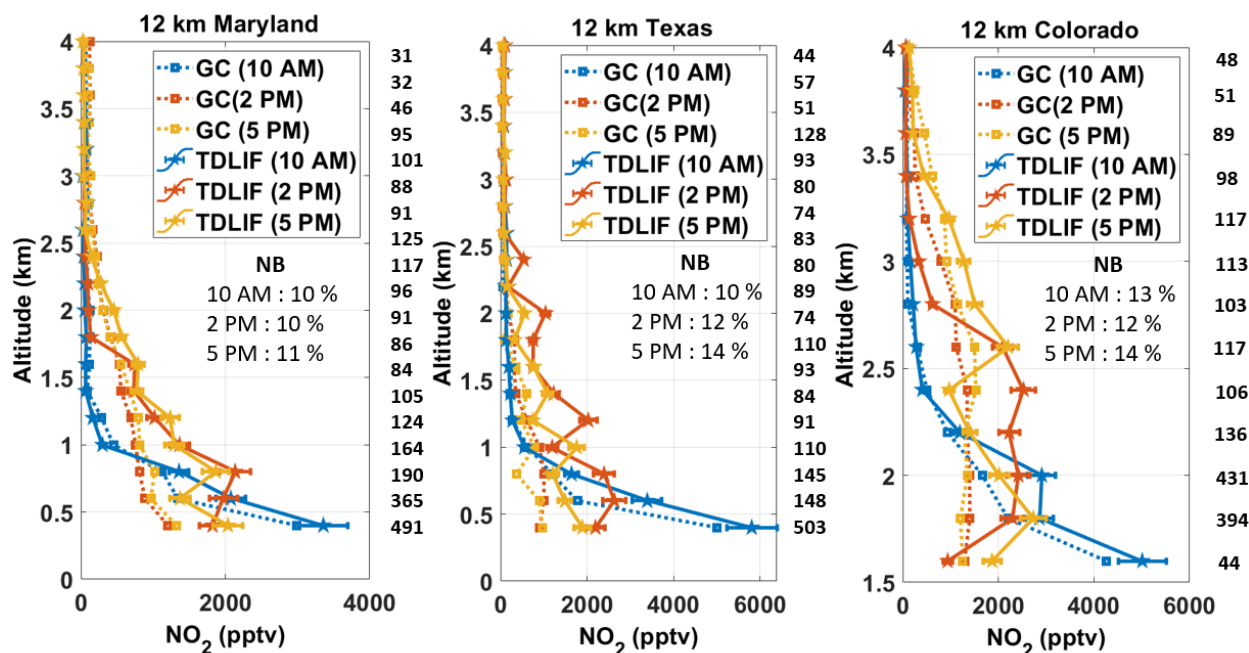 12 km Maryland
4
3.5
3
2.5
2
1.5
1
0.5
0
Altitude (km)
GC (10 AM)
GC(2 PM)
GC (5 PM)
TDLIF (10 AM)
TDLIF (2 PM)
TDLIF (5 PM)
NB
10 AM : 10 %
2 PM : 10 %
5 PM : 11 %
0 2000 4000
NO2 (pptv)
31
32
46
95
101
88
91
125
117
96
91
86
84
105
124
164
190
365
491
12 km Texas
4
3.5
3
2.5
2
1.5
1
0.5
0
Altitude (km)
GC (10 AM)
GC(2 PM)
GC (5 PM)
TDLIF (10 AM)
TDLIF (2 PM)
TDLIF (5 PM)
NB
10 AM : 10 %
2 PM : 12 %
5 PM : 14 %
0 2000 4000 6000
NO2 (pptv)
44
57
51
128
93
80
74
83
80
89
74
110
93
84
91
110
145
148
503
12 km Colorado
4
3.5
3
2.5
2
1.5
Altitude (km)
GC (10 AM)
GC(2 PM)
GC (5 PM)
TDLIF (10 AM)
TDLIF (2 PM)
TDLIF (5 PM)
NB
10 AM : 13 %
2 PM : 12 %
5 PM : 14 %
0 2000 4000 6000
NO2 (pptv)
48
51
89
98
117
113
103
117
106
136
431
394
44